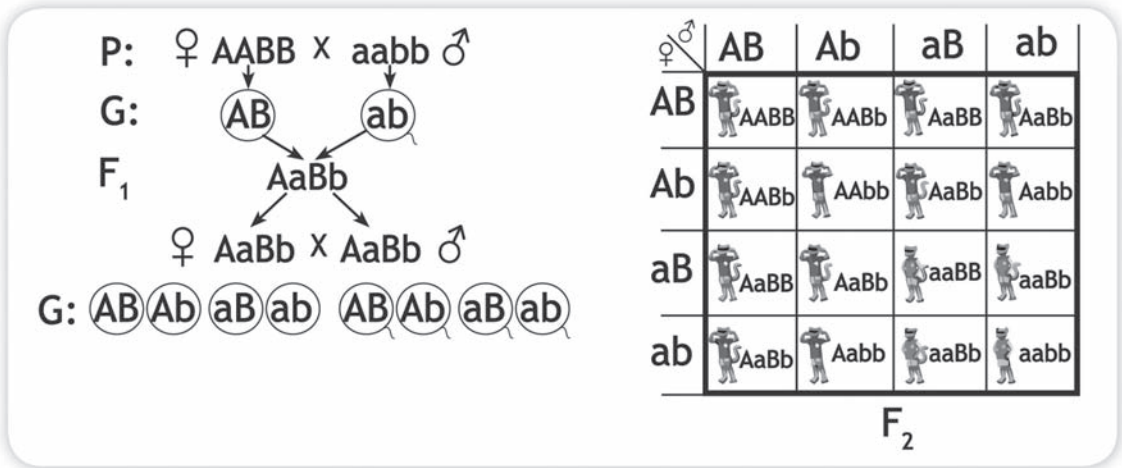 P: ♀ AABB X aabb ♂
G: AB ab
F₁ AaBb
♀ AaBb X AaBb ♂
G: AB Ab aB ab AB Ab aB ab
♀ ♂ AB Ab aB ab
AB AABB AABb AaBB AaBb
Ab AABb AAbb AaBb Aabb
aB AaBB AaBb aaBB aaBb
ab AaBb Aabb aaBb aabb
F₂